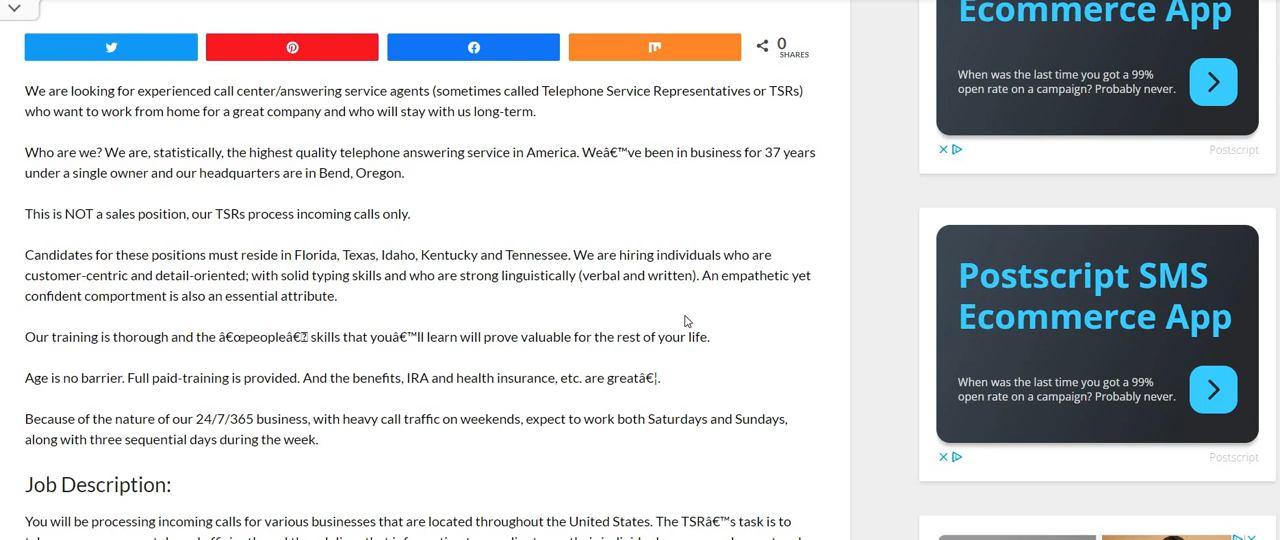 0
SHARES
We are looking for experienced call center/answering service agents (sometimes called Telephone Service Representatives or TSRs)
who want to work from home for a great company and who will stay with us long-term.
Who are we? We are, statistically, the highest quality telephone answering service in America. Weâ€™ve been in business for 37 years
under a single owner and our headquarters are in Bend, Oregon.
This is NOT a sales position, our TSRs process incoming calls only.
Candidates for these positions must reside in Florida, Texas, Idaho, Kentucky and Tennessee. We are hiring individuals who are
customer-centric and detail-oriented; with solid typing skills and who are strong linguistically (verbal and written). An empathetic yet
confident comportment is also an essential attribute.
Our training is thorough and the â€œpeopleâ€ skills that youâ€™ll learn will prove valuable for the rest of your life.
Age is no barrier. Full paid-training is provided. And the benefits, IRA and health insurance, etc. are greatâ€¦.
Because of the nature of our 24/7/365 business, with heavy call traffic on weekends, expect to work both Saturdays and Sundays,
along with three sequential days during the week.
Job Description:
You will be processing incoming calls for various businesses that are located throughout the United States. The TSRâ€™s task is to
Ecommerce App
When was the last time you got a 99%
open rate on a campaign? Probably never.
Postscript
Postscript SMS
Ecommerce App
When was the last time you got a 99%
open rate on a campaign? Probably never.
Postscript